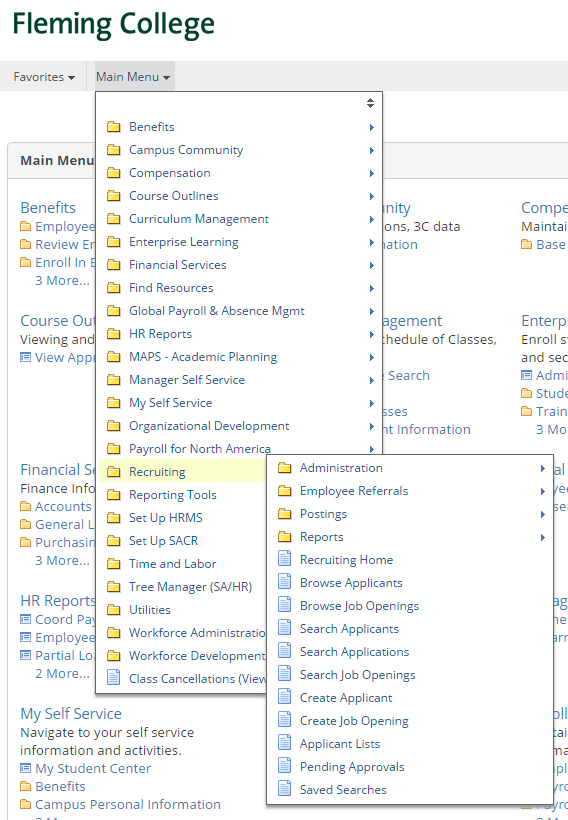 Fleming College
Favorites
Main Menu
Benefits
Campus Community
Compensation
Course Outlines
Curriculum Management
Enterprise Learning
Financial Services
Find Resources
Global Payroll & Absence Mgmt
HR Reports
MAPS - Academic Planning
Manager Self Service
My Self Service
Organizational Development
Payroll for North America
Recruiting
Reporting Tools
Set Up HRMS
Set Up SACR
Time and Labor
Tree Manager (SA/HR)
Utilities
Workforce Administratio
Workforce Development
Class Cancellations (View
Administration
Employee Referrals
Postings
Reports
Recruiting Home
Browse Applicants
Browse Job Openings
Search Applicants
Search Applications
Search Job Openings
Create Applicant
Create Job Opening
Applicant Lists
Pending Approvals
Saved Searches
Main Menu
Benefits
Employee
Review En
Enroll In B
3 More...
unity
ons, 3C data
mation
Compe
Maintai
Base
Course Out
Viewing and
View Appr
agement
chedule of Classes,
e Search
sses
nt Information
Enterp
Enroll st
and sec
Admi
Stude
Train
3 Mo
Financial Se
Finance Info
Accounts
General L
Purchasin
3 More...
HR Reports
Coord Pay
Employee
Partial Loa
2 More...
My Self Service
Navigate to your self service
information and activities.
My Student Center
Benefits
Campus Personal Information